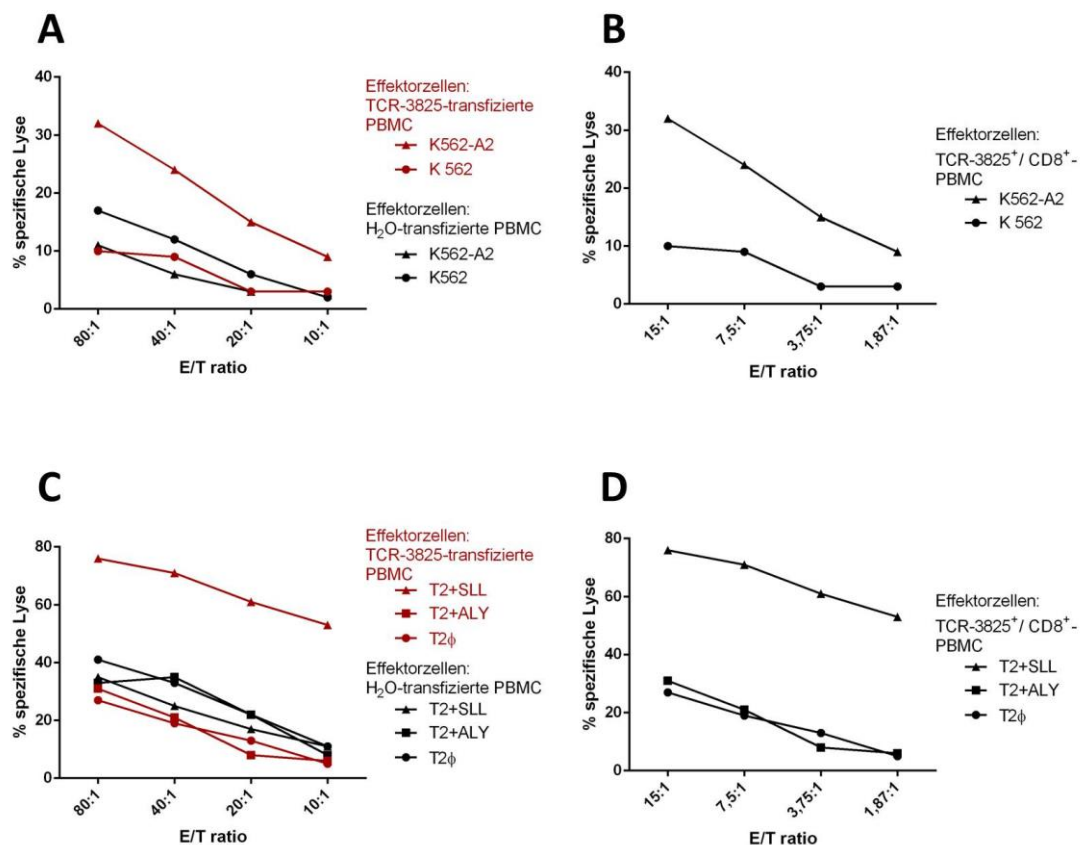 A
% spezifische Lyse
40
30
20
10
0
80:1
40:1
20:1
10:1
E/T ratio
Effektorzellen:
TCR-3825-transfizierte
PBMC
K562-A2
K 562
Effektorzellen:
H₂O-transfizierte PBMC
K562-A2
K562
B
% spezifische Lyse
40
30
20
10
0
15:1
7,5:1
3,75:1
1,87:1
E/T ratio
Effektorzellen:
TCR-3825⁺/ CD8⁺-
PBMC
K562-A2
K 562
C
% spezifische Lyse
80
60
40
20
0
80:1
40:1
20:1
10:1
E/T ratio
Effektorzellen:
TCR-3825-transfizierte
PBMC
T2+SLL
T2+ALY
T2ϕ
Effektorzellen:
H₂O-transfizierte PBMC
T2+SLL
T2+ALY
T2ϕ
D
% spezifische Lyse
80
60
40
20
0
15:1
7,5:1
3,75:1
1,87:1
E/T ratio
Effektorzellen:
TCR-3825⁺/ CD8⁺-
PBMC
T2+SLL
T2+ALY
T2ϕ